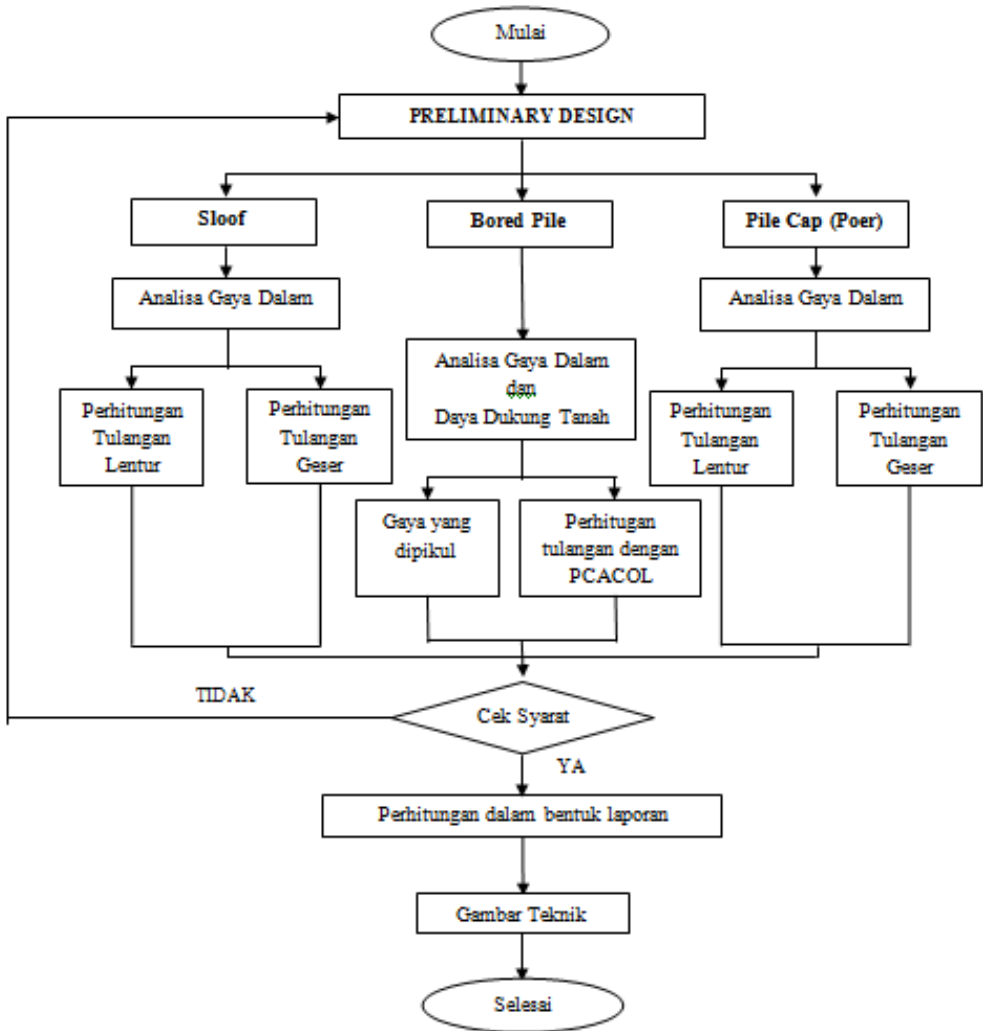 Mulai
PRELIMINARY DESIGN
Sloof
Bored Pile
Pile Cap (Poer)
Analisa Gaya Dalam
Analisa Gaya Dalam
Analisa Gaya Dalam
dan
Daya Dukung Tanah
Perhitungan
Tulangan
Lentur
Perhitungan
Tulangan
Geser
Perhitungan
Tulangan
Lentur
Perhitungan
Tulangan
Geser
Gaya yang
dipikul
Perhitugan
tulangan dengan
PCACOL
TIDAK
Cek Syarat
YA
Perhitungan dalam bentuk laporan
Gambar Teknik
Selesai